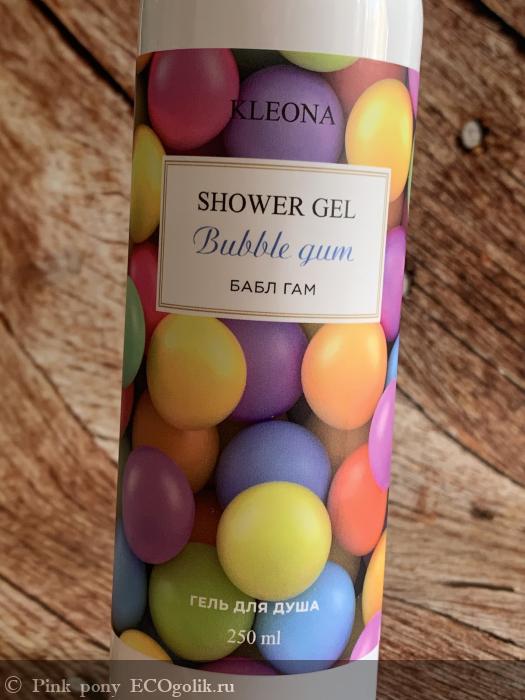 KLEONA
SHOWER GEL
Bubble gum
БАБЛ ГАМ
ГЕЛЬ ДЛЯ ДУША
250 ml
© Pink pony ECOgolik.ru